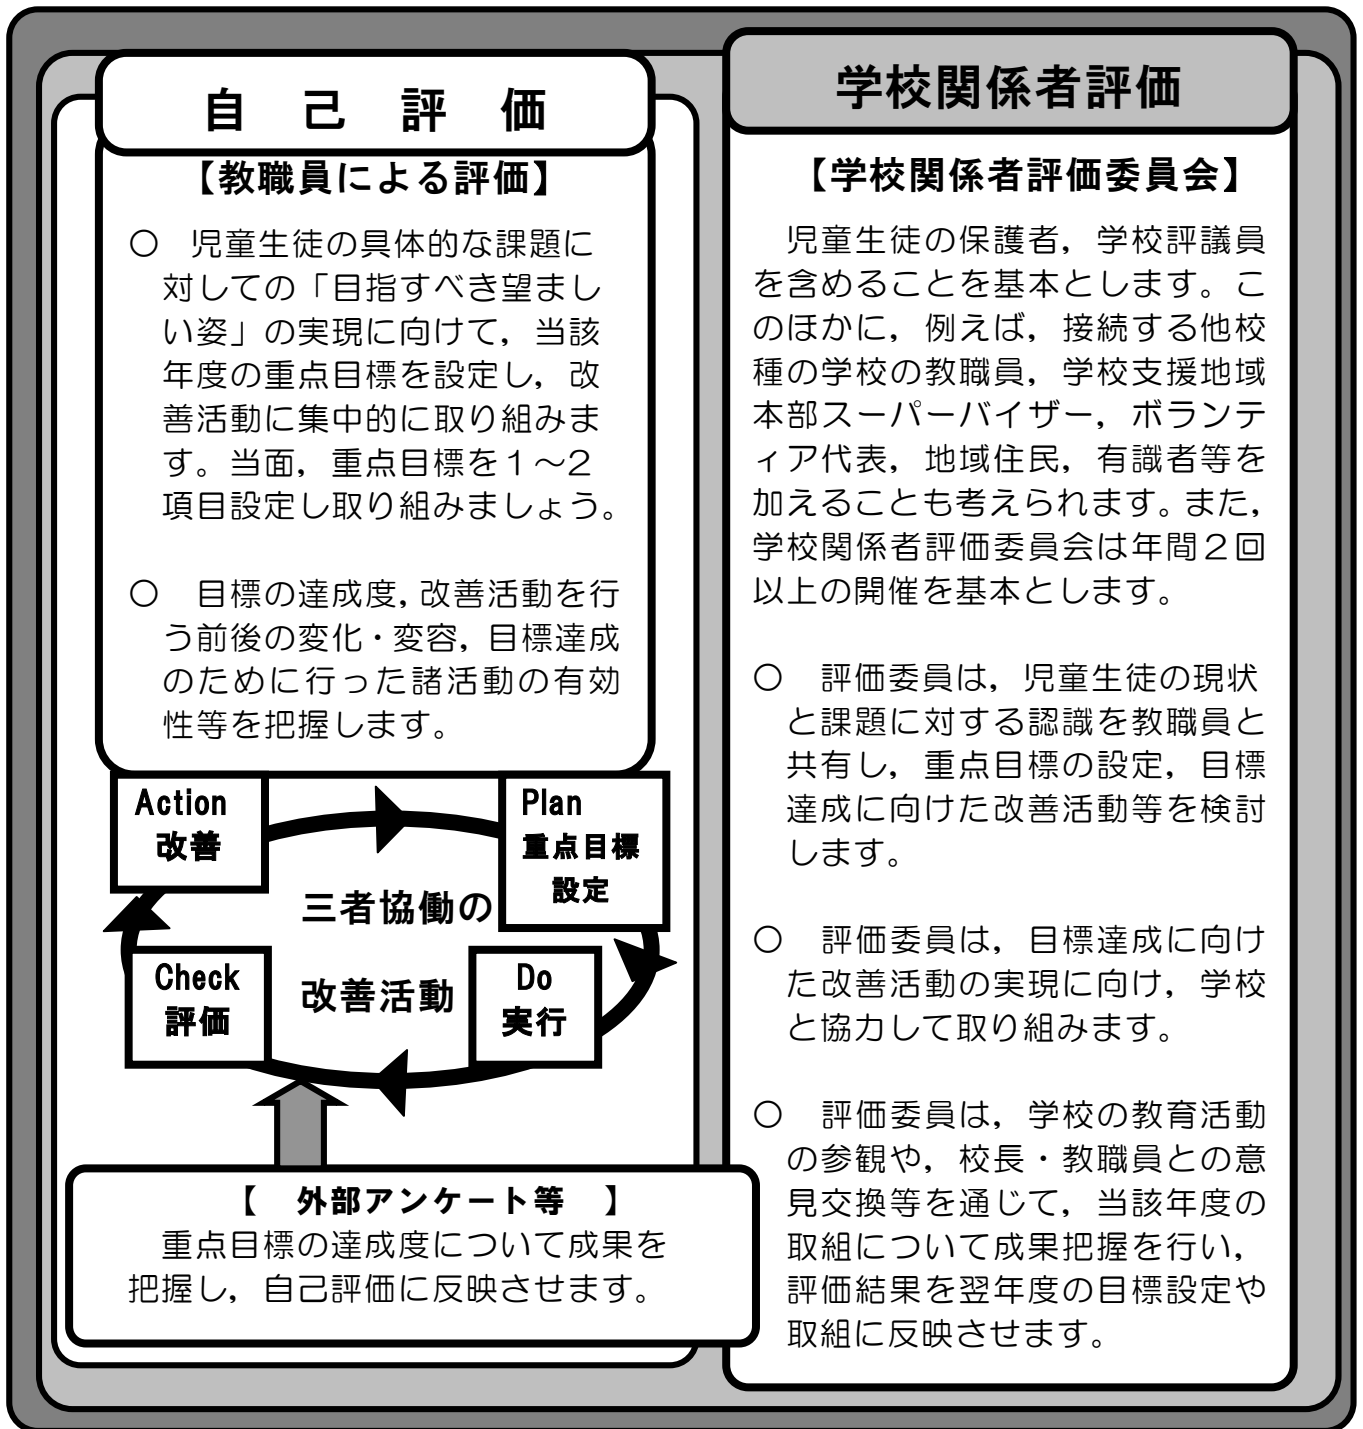 自己評価
【教職員による評価】
○　児童生徒の具体的な課題に
対しての「目指すべき望まし
い姿」の実現に向けて，当該
年度の重点目標を設定し，改
善活動に集中的に取り組みま
す。当面，重点目標を１～２
項目設定し取り組みましょう。
○　目標の達成度，改善活動を行
う前後の変化・変容，目標達成
のために行った諸活動の有効
性等を把握します。
Action
改善
Plan
重点目標
設定
三者協働の
改善活動
Check
評価
Do
実行
【　外部アンケート等　】
重点目標の達成度について成果を
把握し，自己評価に反映させます。
学校関係者評価
【学校関係者評価委員会】
児童生徒の保護者，学校評議員
を含めることを基本とします。こ
のほかに，例えば，接続する他校
種の学校の教職員，学校支援地域
本部スーパーバイザー，ボランテ
ィア代表，地域住民，有識者等を
加えることも考えられます。また，
学校関係者評価委員会は年間２回
以上の開催を基本とします。
○　評価委員は，児童生徒の現状
と課題に対する認識を教職員と
共有し，重点目標の設定，目標
達成に向けた改善活動等を検討
します。
○　評価委員は，目標達成に向け
た改善活動の実現に向け，学校
と協力して取り組みます。
○　評価委員は，学校の教育活動
の参観や，校長・教職員との意
見交換等を通じて，当該年度の
取組について成果把握を行い，
評価結果を翌年度の目標設定や
取組に反映させます。